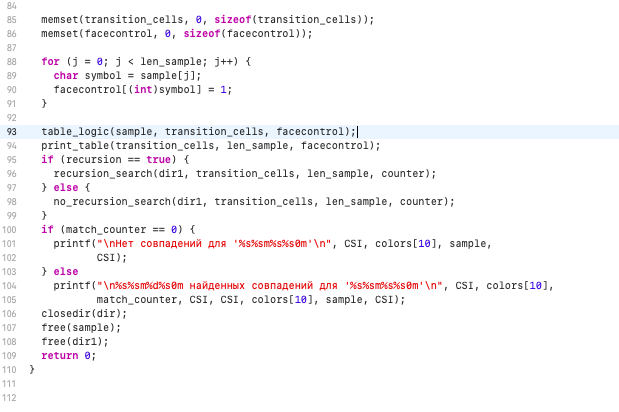 84
85 memset(transition_cells, 0, sizeof(transition_cells));
86 memset(facecontrol, 0, sizeof(facecontrol));
87
88 for (j = 0; j < len_sample; j++) {
89 char symbol = sample[j];
90 facecontrol[(int)symbol] = 1;
91 }
92
93 table_logic(sample, transition_cells, facecontrol);
94 print_table(transition_cells, len_sample, facecontrol);
95 if (recursion == true) {
96 recursion_search(dir1, transition_cells, len_sample, counter);
97 } else {
98 no_recursion_search(dir1, transition_cells, len_sample, counter);
99 }
100 if (match_counter == 0) {
101 printf("\nНет совпадений для '%s%sm%s%s0m'\n", CSI, colors[10], sample,
102 CSI);
103 } else
104 printf("\n%s%sm%d%s0m найденных совпадений для '%s%sm%s%s0m'\n", CSI, colors[10],
105 match_counter, CSI, CSI, colors[10], sample, CSI);
106 closedir(dir);
107 free(sample);
108 free(dir1);
109 return 0;
110 }
111
112